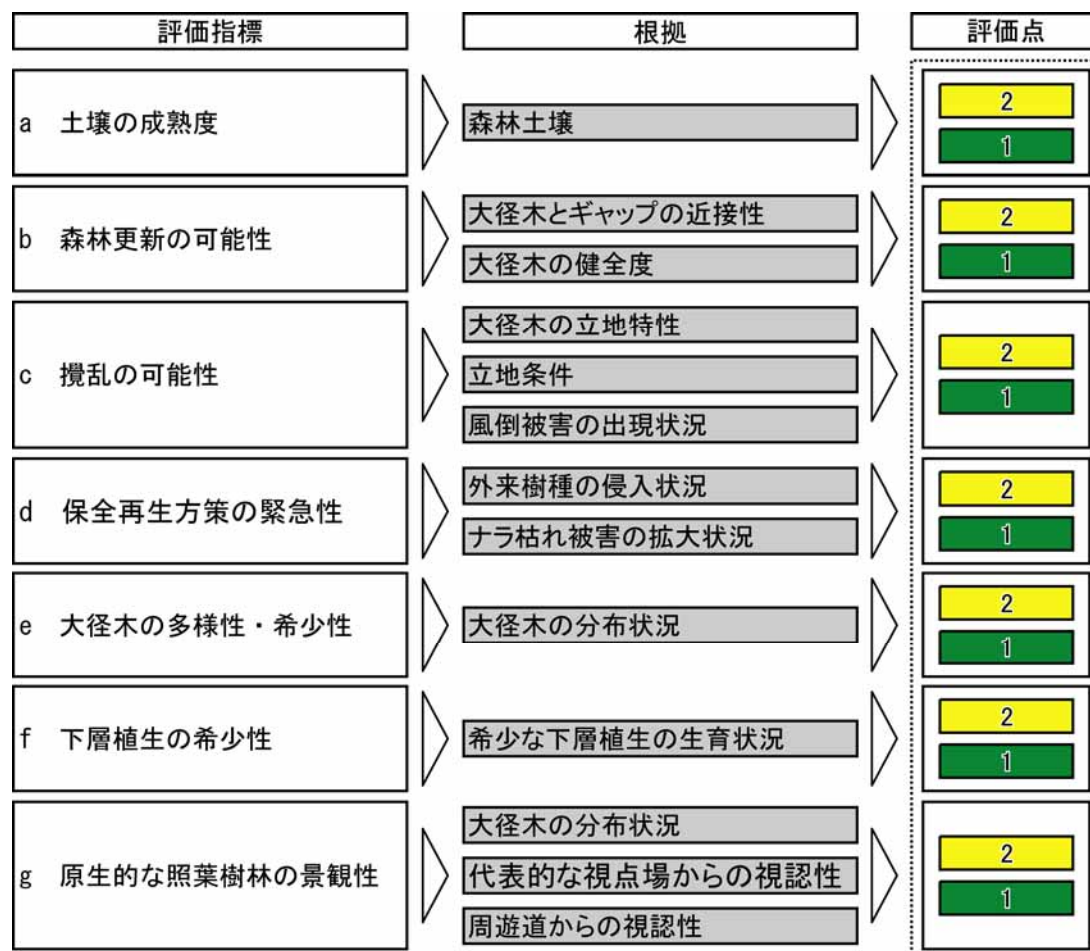 評価指標 根拠 評価点
a 土壌の成熟度
森林土壌
2
1
b 森林更新の可能性
大径木とギャップの近接性
大径木の健全度
2
1
c 攪乱の可能性
大径木の立地特性
立地条件
風倒被害の出現状況
2
1
d 保全再生方策の緊急性
外来樹種の侵入状況
ナラ枯れ被害の拡大状況
2
1
e 大径木の多様性・希少性
大径木の分布状況
2
1
f 下層植生の希少性
希少な下層植生の生育状況
2
1
g 原生的な照葉樹林の景観性
大径木の分布状況
代表的な視点場からの視認性
周遊道からの視認性
2
1